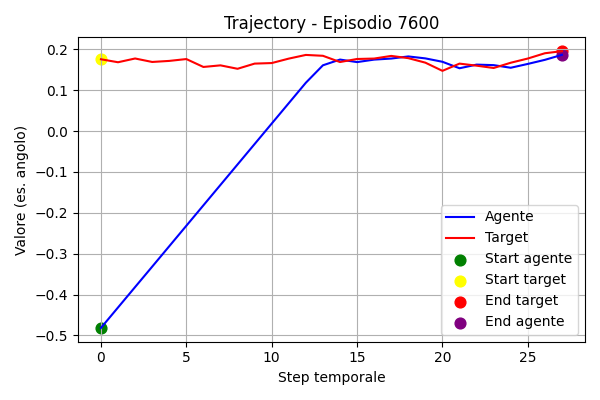 Trajectory - Episodio 7600
Valore (es. angolo)
0.2
0.1
0.0
−0.1
−0.2
−0.3
−0.4
−0.5
0 5 10 15 20 25
Step temporale
Agente
Target
Start agente
Start target
End target
End agente